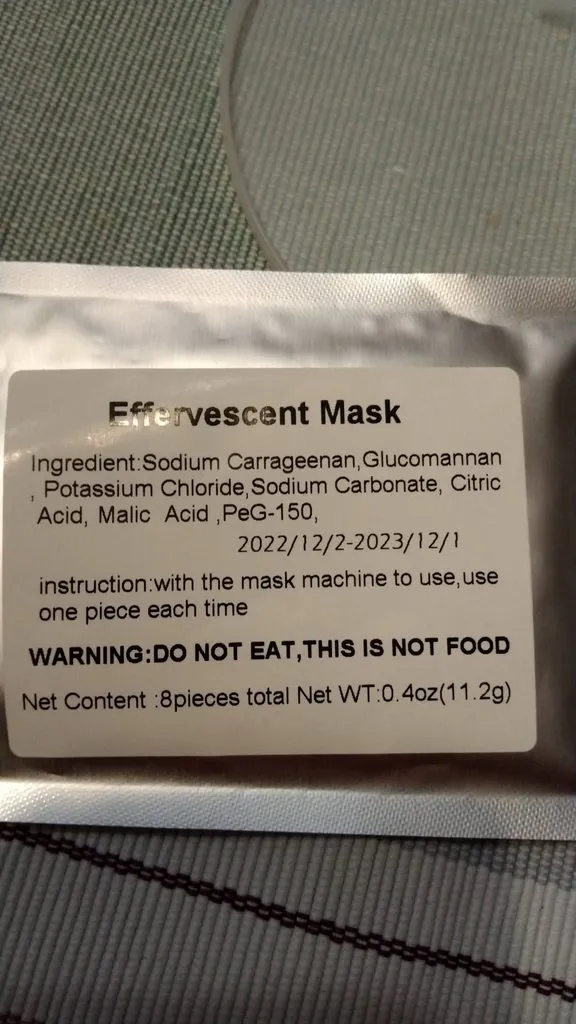 Effervescent Mask
Ingredient:Sodium Carrageenan,Glucomannan
, Potassium Chloride,Sodium Carbonate, Citric
Acid, Malic Acid ,PeG-150,
2022/12/2-2023/12/1
instruction:with the mask machine to use,use
one piece each time
WARNING:DO NOT EAT,THIS IS NOT FOOD
Net Content :8pieces total Net WT:0.4oz(11.2g)